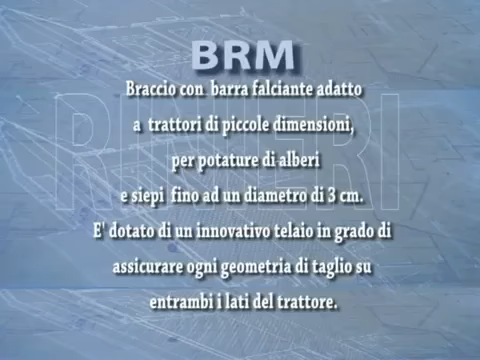 BRM
Braccio con barra falciante adatto
a trattori di piccole dimensioni,
per potature di alberi
e siepi fino ad un diametro di 3 cm.
E' dotato di un innovativo telaio in grado di
assicurare ogni geometria di taglio su
entrambi i lati del trattore.
RINIERI